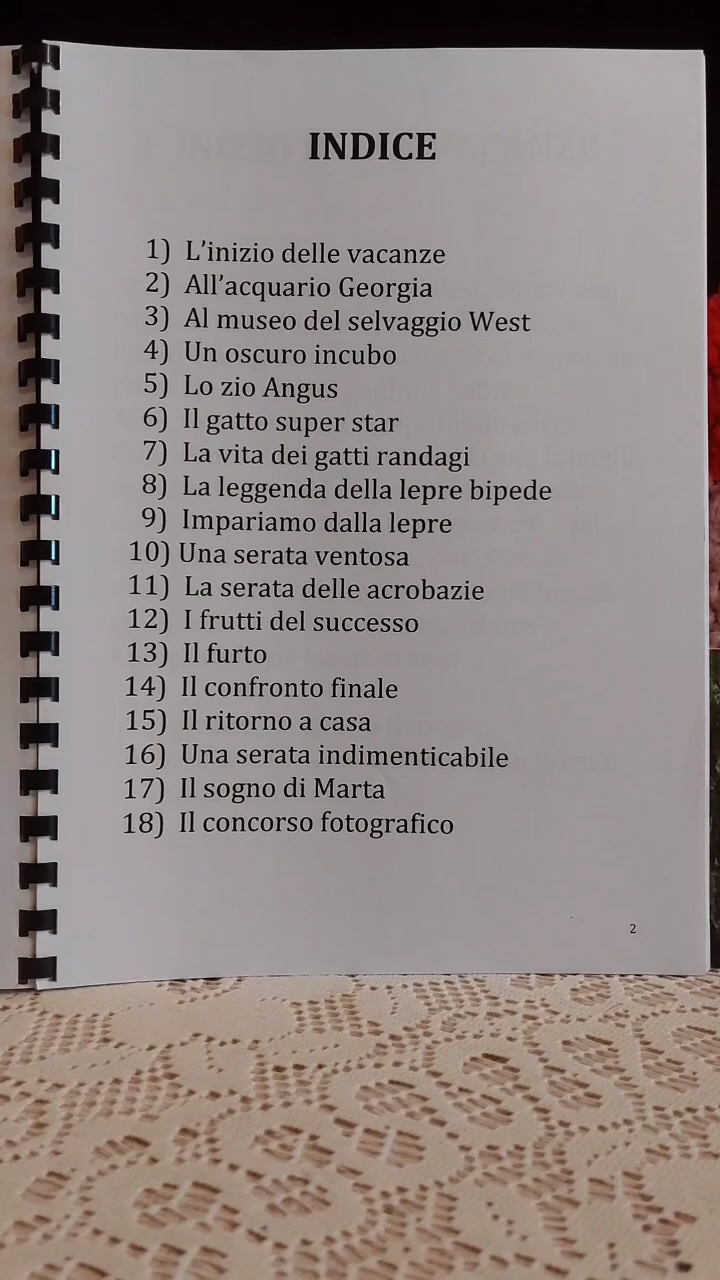 INDICE
1) L'inizio delle vacanze
2) All'acquario Georgia
3) Al museo del selvaggio West
4) Un oscuro incubo
5) Lo zio Angus
6) Il gatto super star
7) La vita dei gatti randagi
8) La leggenda della lepre bipede
9) Impariamo dalla lepre
10) Una serata ventosa
11) La serata delle acrobazie
12) I frutti del successo
13) Il furto
14) Il confronto finale
15) Il ritorno a casa
16) Una serata indimenticabile
17) Il sogno di Marta
18) Il concorso fotografico
2